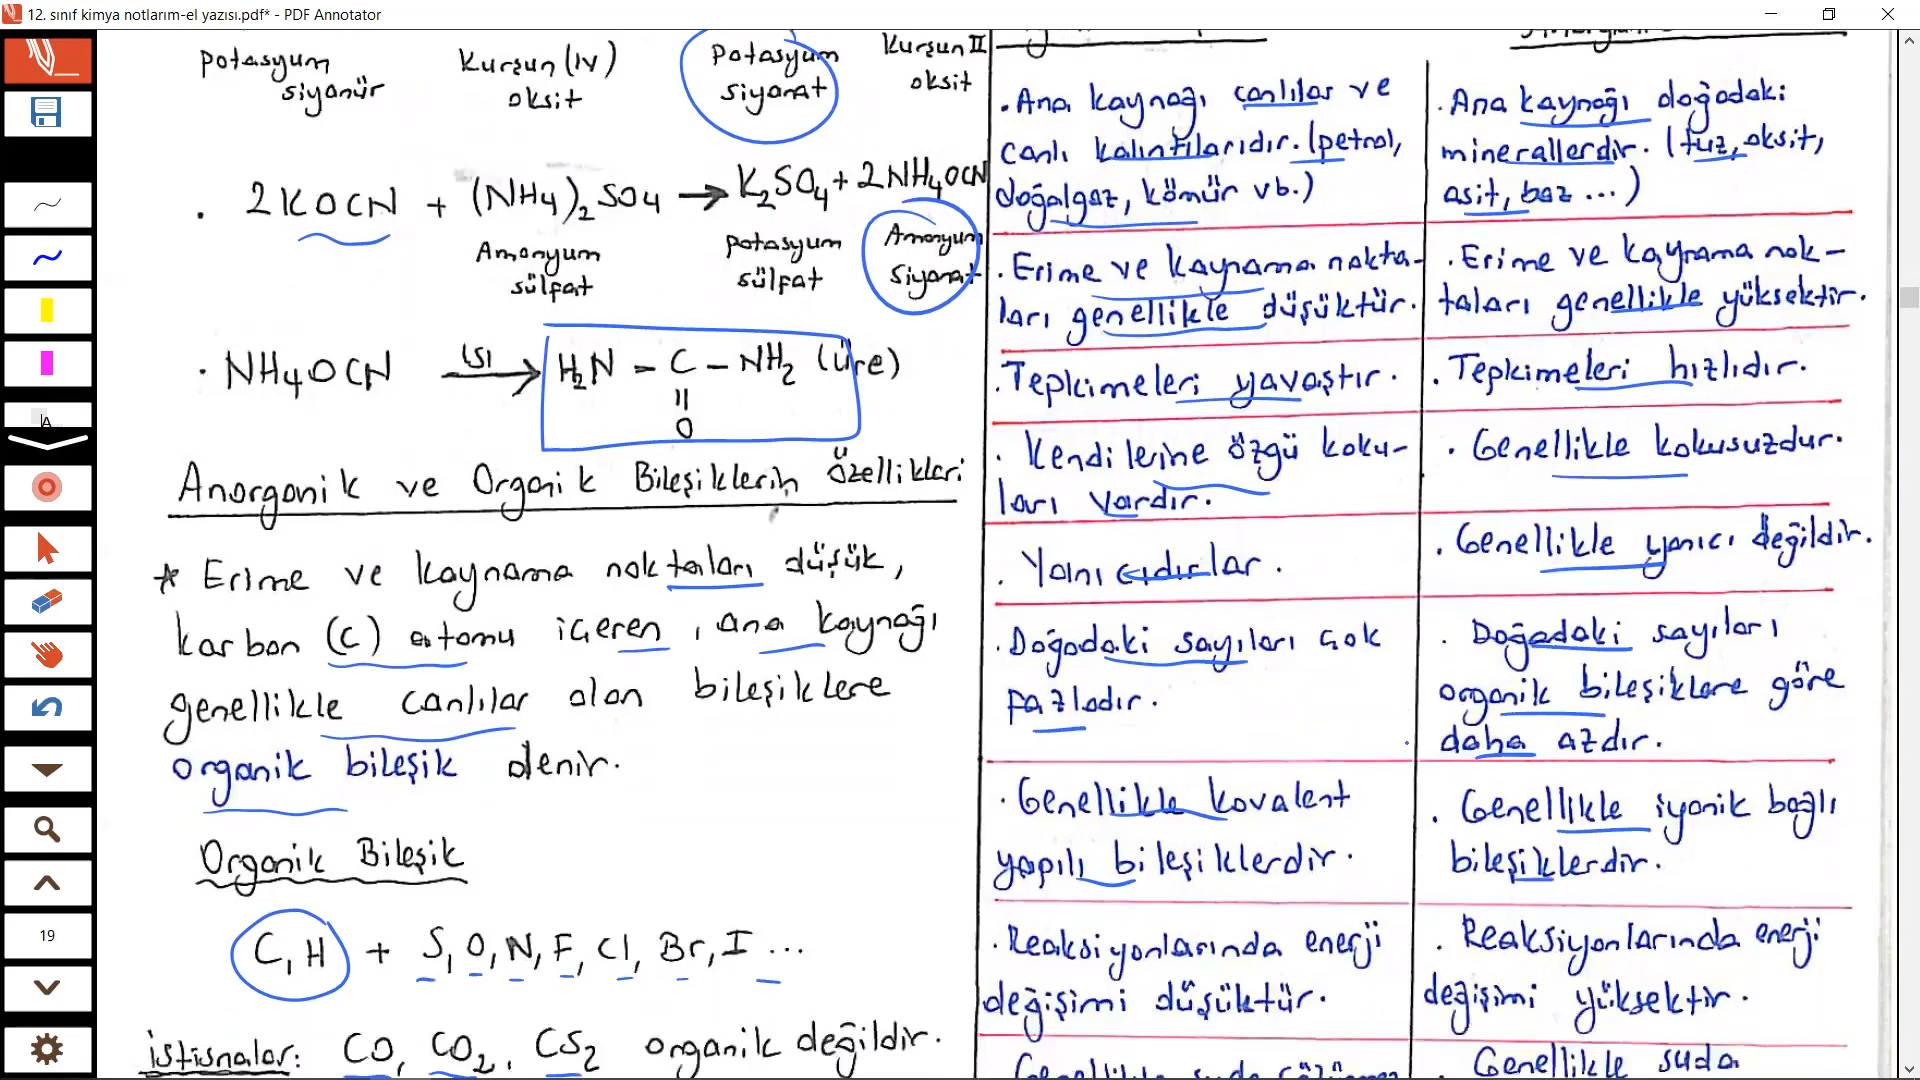 12. sınıf kimya notlarım-el yazısı.pdf* - PDF Annotator
potasyum siyanür
Kurşun (IV) oksit
Potasyum siyanat
Kurşun II oksit
. 2KOCN + (NH4)2SO4 → K2SO4 + 2NH4OCN
Amonyum sülfat
potasyum sülfat
Amonyum siyanat
. NH4OCN (ISI) → H2N - C - NH2 (üre)
=
O
Anorganik ve Organik Bileşiklerin özellikleri
* Erime ve kaynama noktaları düşük,
karbon (C) atomu içeren, ana kaynağı
genellikle canlılar olan bileşiklere
organik bileşik denir.
Organik Bileşik
C, H + S, O, N, F, Cl, Br, I ...
istisnalar: CO, CO2, CS2 organik değildir.
. Ana kaynağı canlılar ve
canlı kalıntılarıdır. (petrol,
doğalgaz, kömür vb.)
. Erime ve kaynama nokta-
ları genellikle düşüktür.
. Tepkimeleri yavaştır.
. Kendilerine özgü koku-
ları vardır.
. Yanıcıdırlar.
. Doğadaki sayıları çok
fazladır.
. Genellikle kovalent
yapılı bileşiklerdir.
. Reaksiyonlarında enerji
değişimi düşüktür.
. Ana kaynağı doğadaki
minerallerdir. (tuz, oksit,
asit, baz ...)
. Erime ve kaynama nok-
taları genellikle yüksektir.
. Tepkimeleri hızlıdır.
. Genellikle kokusuzdur.
. Genellikle yanıcı değildir.
. Doğadaki sayıları
organik bileşiklere göre
daha azdır.
. Genellikle iyonik bağlı
bileşiklerdir.
. Reaksiyonlarında enerji
değişimi yüksektir.
. Genellikle suda
19